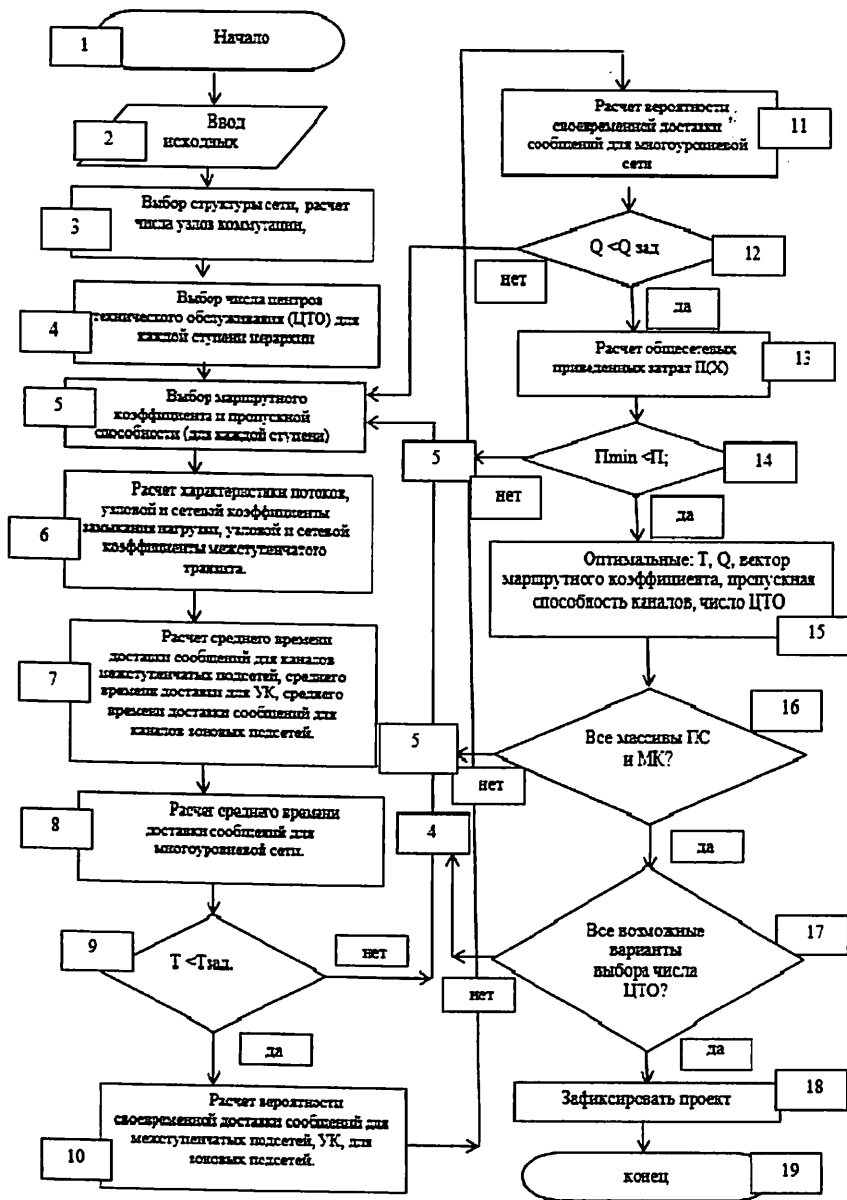 1
Начало
2
Ввод
исходных
3
Выбор структуры сети, расчет
числа узлов коммутации,
4
Выбор числа центров
технического обслуживания (ЦТО) для
каждой ступени иерархии
5
Выбор маршрутного
коэффициента и пропускной
способности (для каждой ступени)
6
Расчет характеристики потоков,
узловой и сетевой коэффициенты
замыкания нагрузки, узловой и сетевой
коэффициенты межступенчатого
транзита.
7
Расчет среднего времени
доставки сообщений для каналов
межступенчатых подсетей, среднего
времени доставки для УК, среднего
времени доставки сообщений для
каналов зоновых подсетей.
8
Расчет среднего времени
доставки сообщений для
многоуровневой сети.
9
T <Tзад.
нет
да
10
Расчет вероятности
своевременной доставки сообщений для
межступенчатых подсетей, УК, для
зоновых подсетей.
11
Расчет вероятности
своевременней доставки
сообщений для многоуровневой
сети
12
Q <Q зад
нет
да
13
Расчет общесетевых
приведенных затрат П(X)
5
14
Пmin <П;
нет
да
Оптимальные: T, Q, вектор
маршрутного коэффициента, пропускная
способность каналов, число ЦТО
15
16
Все массивы ПС
и МК?
5
нет
да
4
17
Все возможные
варианты
выбора числа
ЦТО?
нет
да
18
Зафиксировать проект
конец
19